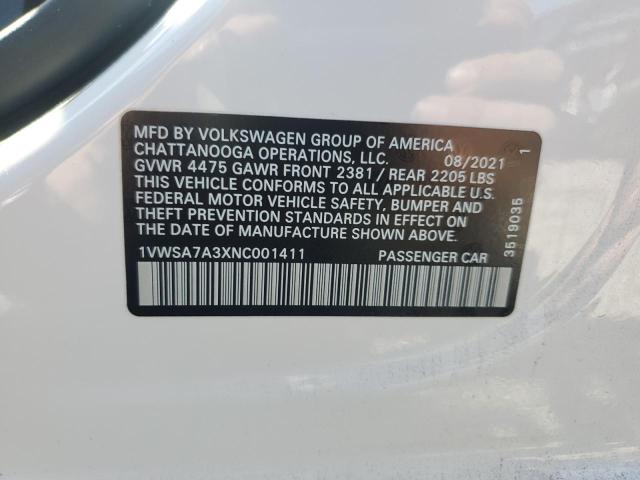 MFD BY VOLKSWAGEN GROUP OF AMERICA
CHATTANOOGA OPERATIONS, LLC. 08/2021
GVWR 4475 GAWR FRONT 2381 / REAR 2205 LBS
THIS VEHICLE CONFORMS TO ALL APPLICABLE U.S.
FEDERAL MOTOR VEHICLE SAFETY, BUMPER AND
THEFT PREVENTION STANDARDS IN EFFECT ON
THE DATE OF MANUFACTURE SHOWN ABOVE.
1VWSA7A3XNC001411 PASSENGER CAR
3519035 1